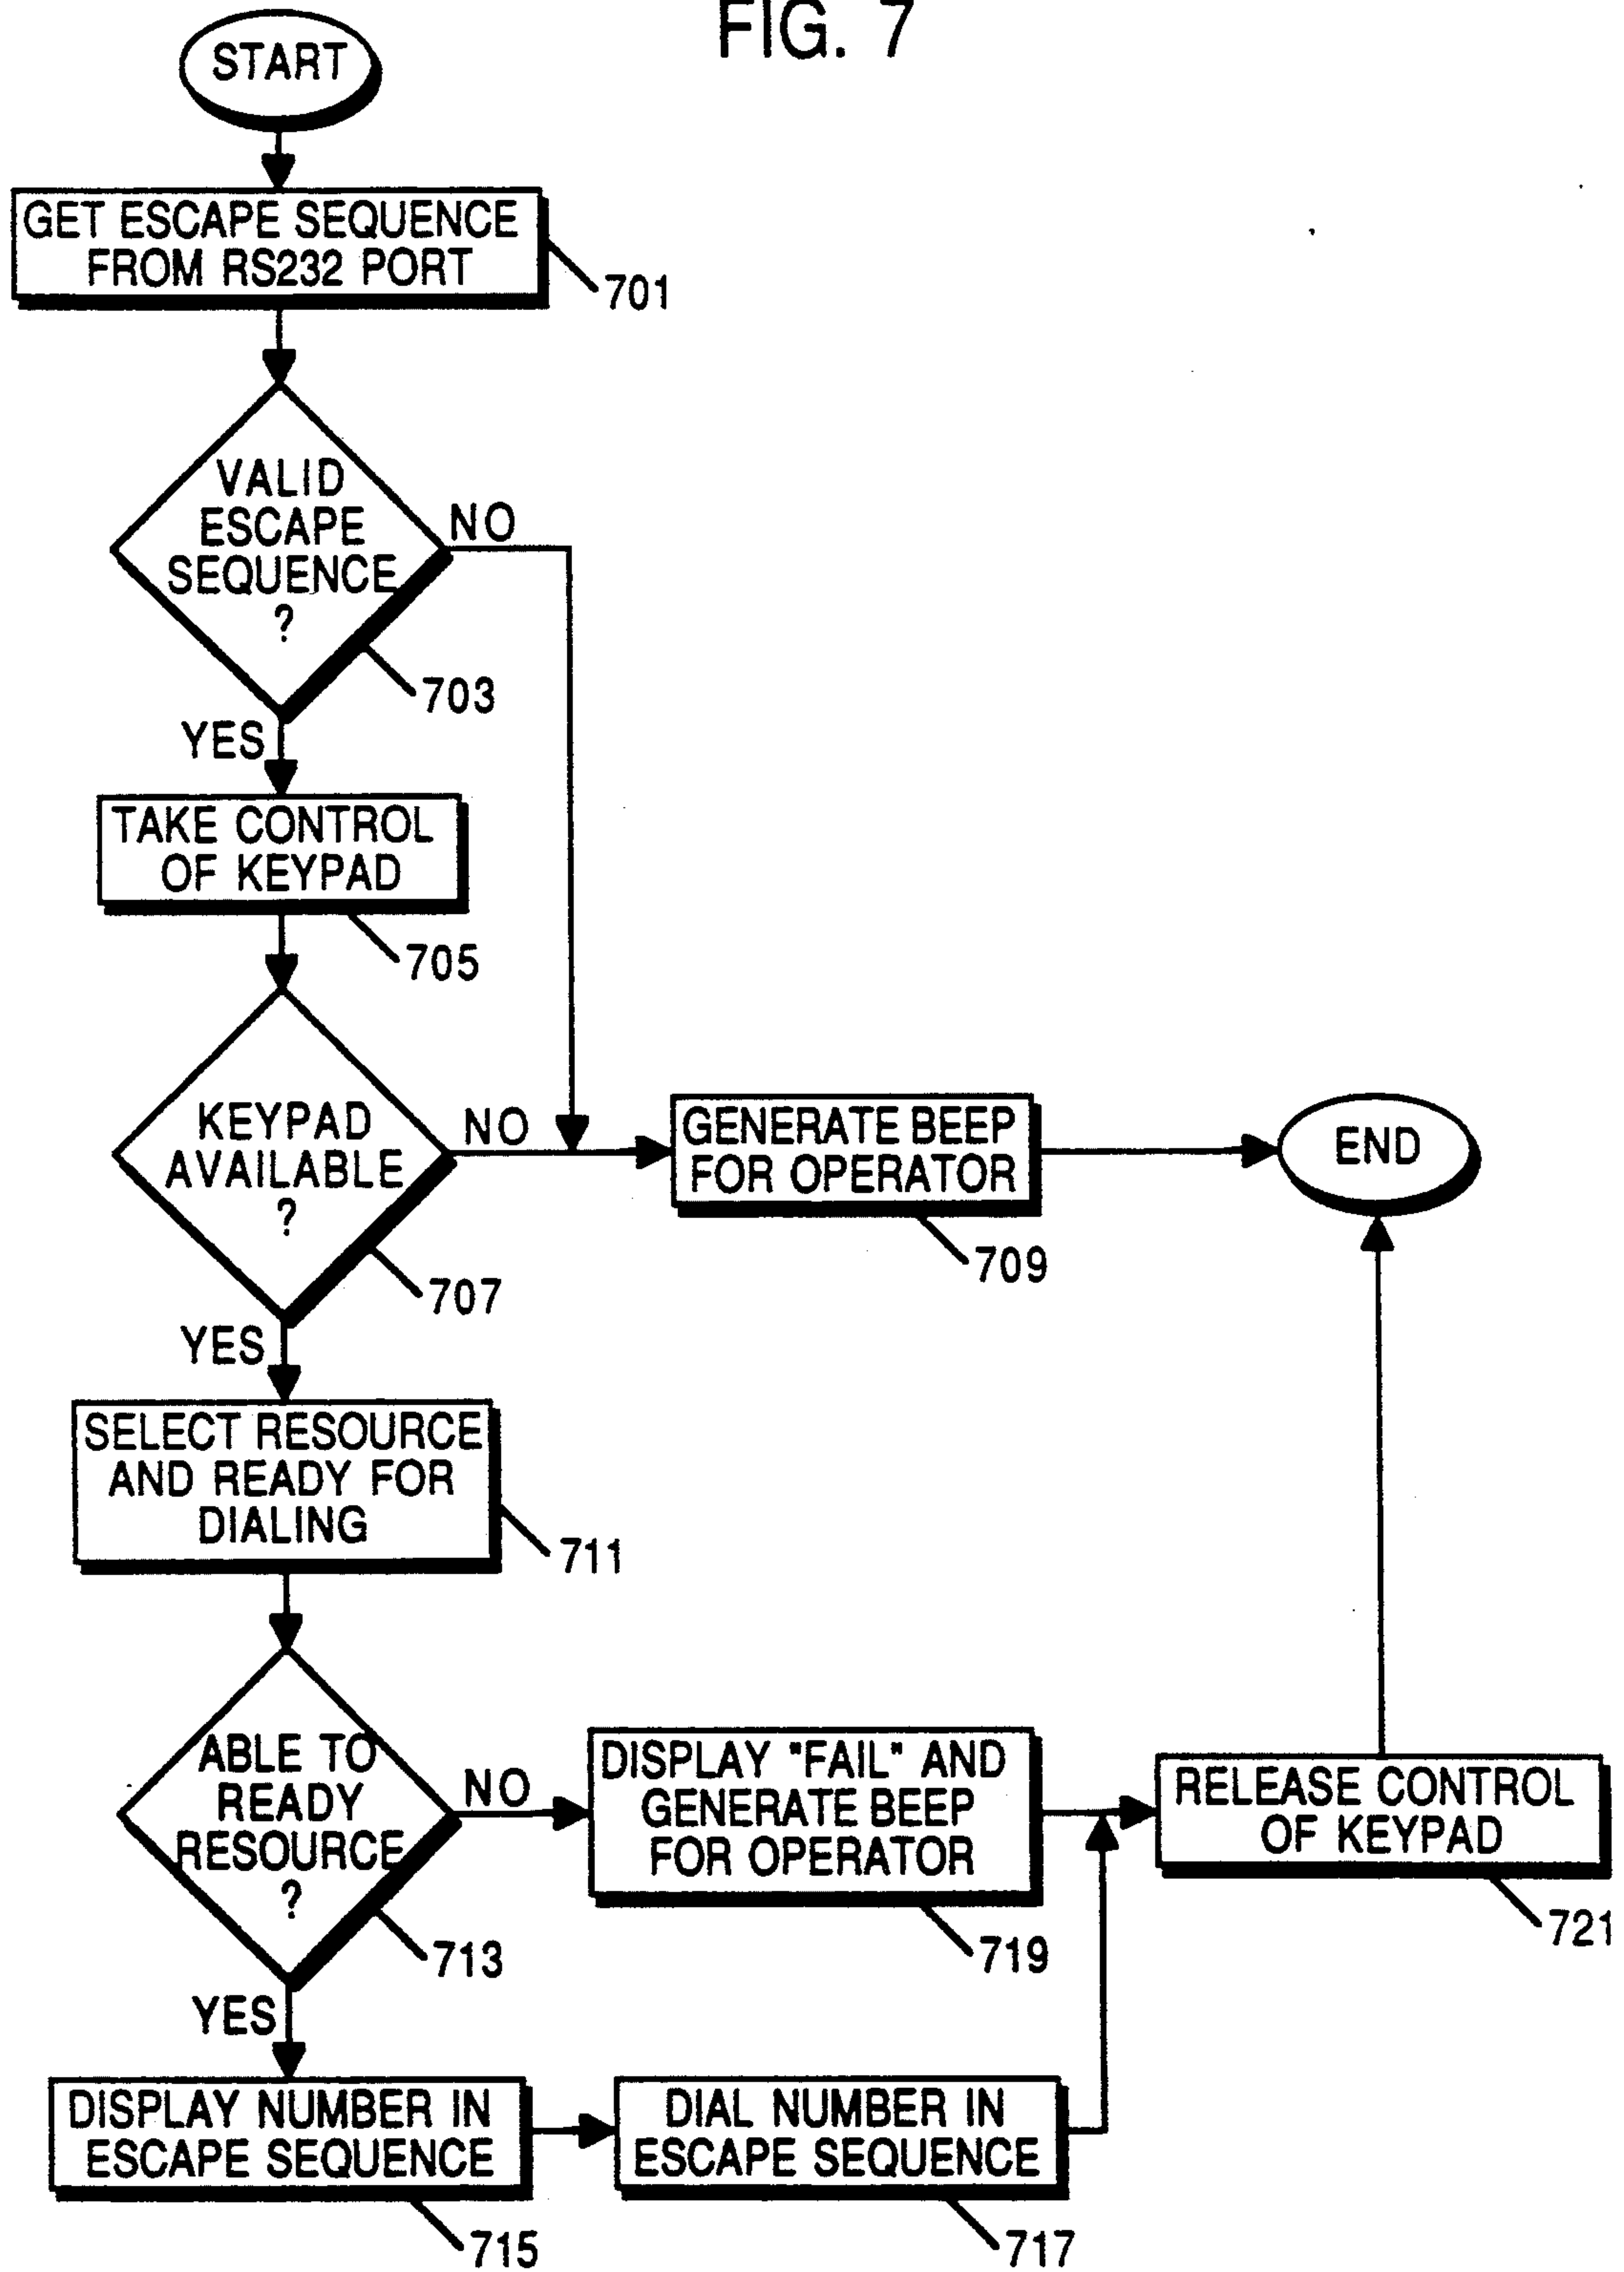 FIG. 7
START
GET ESCAPE SEQUENCE
FROM RS232 PORT
701
VALID
ESCAPE
SEQUENCE
?
NO
703
YES
TAKE CONTROL
OF KEYPAD
705
KEYPAD
AVAILABLE
?
NO
707
GENERATE BEEP
FOR OPERATOR
709
END
YES
SELECT RESOURCE
AND READY FOR
DIALING
711
ABLE TO
READY
RESOURCE
?
NO
713
DISPLAY "FAIL" AND
GENERATE BEEP
FOR OPERATOR
719
RELEASE CONTROL
OF KEYPAD
721
YES
DISPLAY NUMBER IN
ESCAPE SEQUENCE
715
DIAL NUMBER IN
ESCAPE SEQUENCE
717